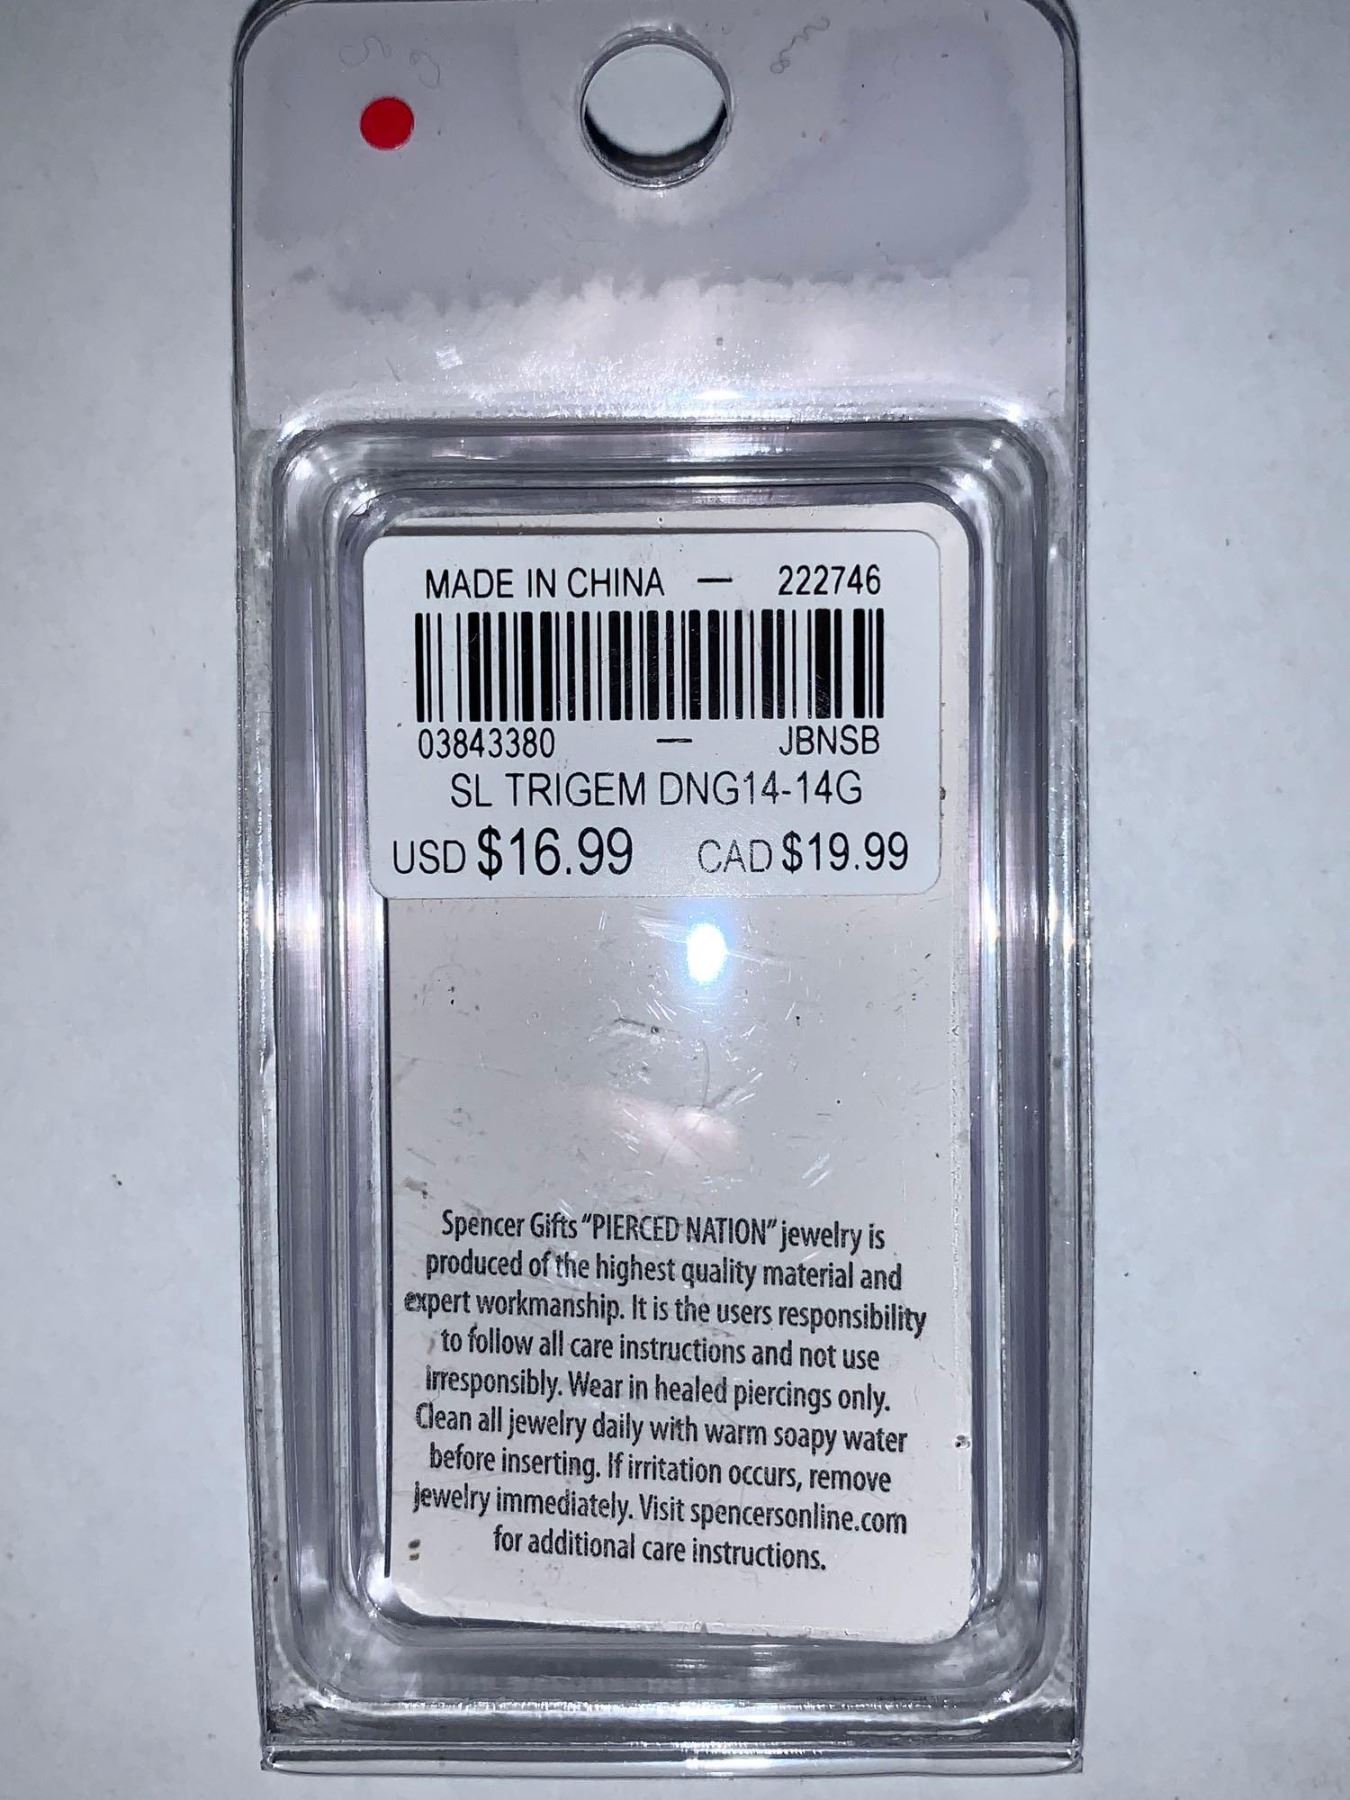 MADE IN CHINA — 222746
03843380 — JBNSB
SL TRIGEM DNG14-14G
USD $16.99 CAD $19.99
Spencer Gifts “PIERCED NATION” jewelry is
produced of the highest quality material and
expert workmanship. It is the users responsibility
to follow all care instructions and not use
irresponsibly. Wear in healed piercings only.
Clean all jewelry daily with warm soapy water
before inserting. If irritation occurs, remove
jewelry immediately. Visit spencersonline.com
for additional care instructions.